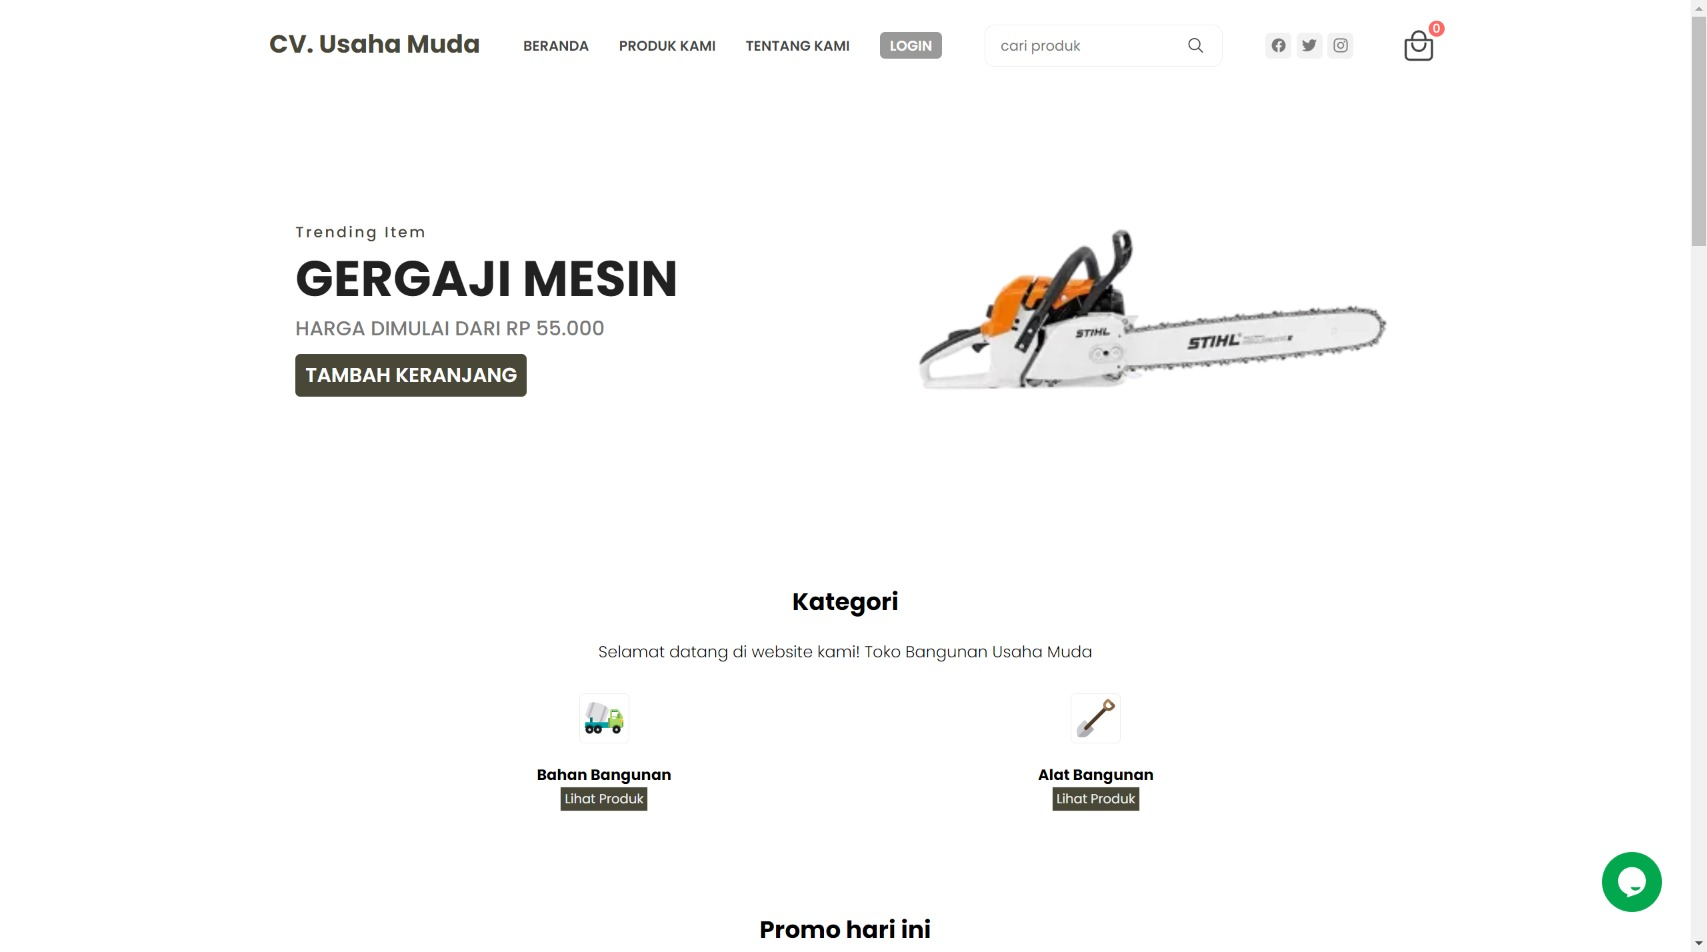 CV. Usaha Muda
BERANDA
PRODUK KAMI
TENTANG KAMI
LOGIN
cari produk
0
Trending Item
GERGAJI MESIN
HARGA DIMULAI DARI RP 55.000
TAMBAH KERANJANG
STIHL
STIHL
Kategori
Selamat datang di website kami! Toko Bangunan Usaha Muda
Bahan Bangunan
Lihat Produk
Alat Bangunan
Lihat Produk
Promo hari ini